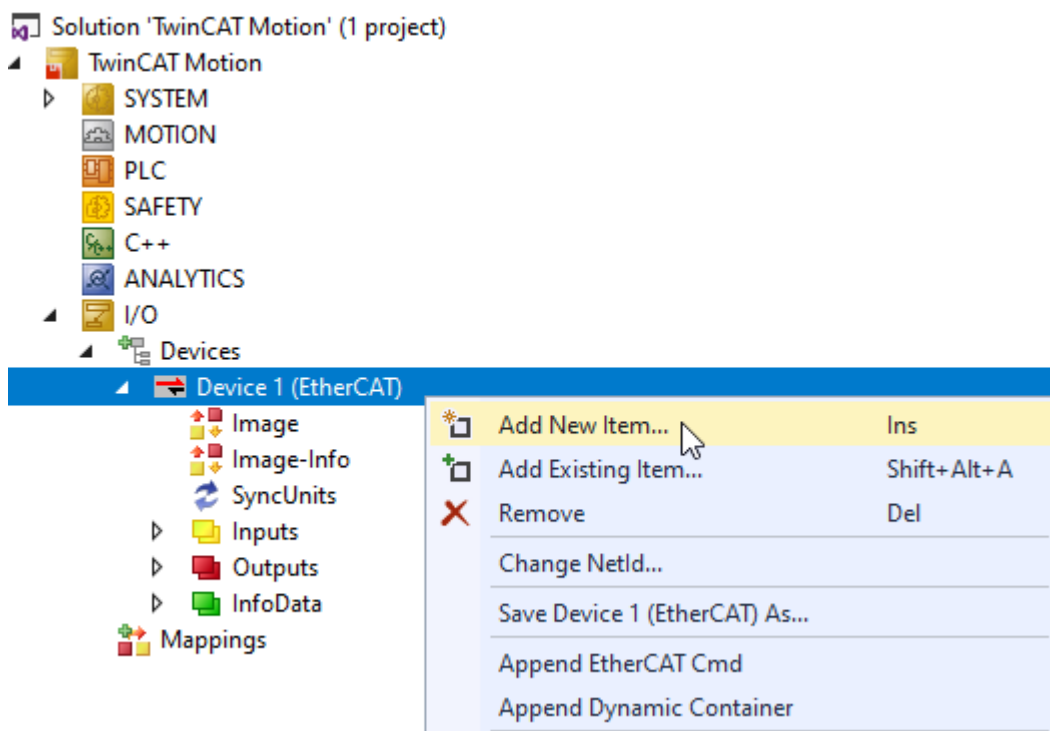 Solution 'TwinCAT Motion' (1 project)
TwinCAT Motion
SYSTEM
MOTION
PLC
SAFETY
C++
ANALYTICS
I/O
Devices
Device 1 (EtherCAT)
Image
Add New Item... Ins
Image-Info
Add Existing Item... Shift+Alt+A
SyncUnits
Remove Del
Inputs
Change NetId...
Outputs
InfoData
Save Device 1 (EtherCAT) As...
Mappings
Append EtherCAT Cmd
Append Dynamic Container